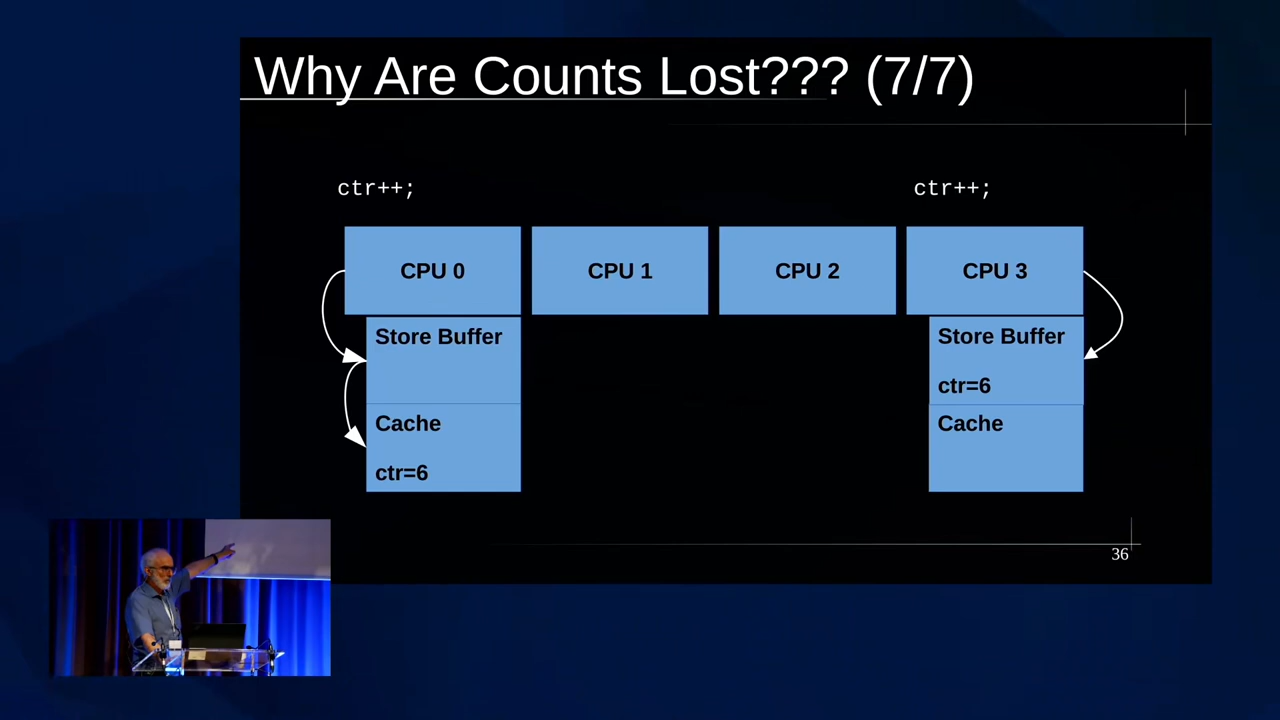 Why Are Counts Lost??? (7/7)
ctr++;
ctr++;
CPU 0
CPU 1
CPU 2
CPU 3
Store Buffer
Cache
ctr=6
Store Buffer
ctr=6
Cache
36